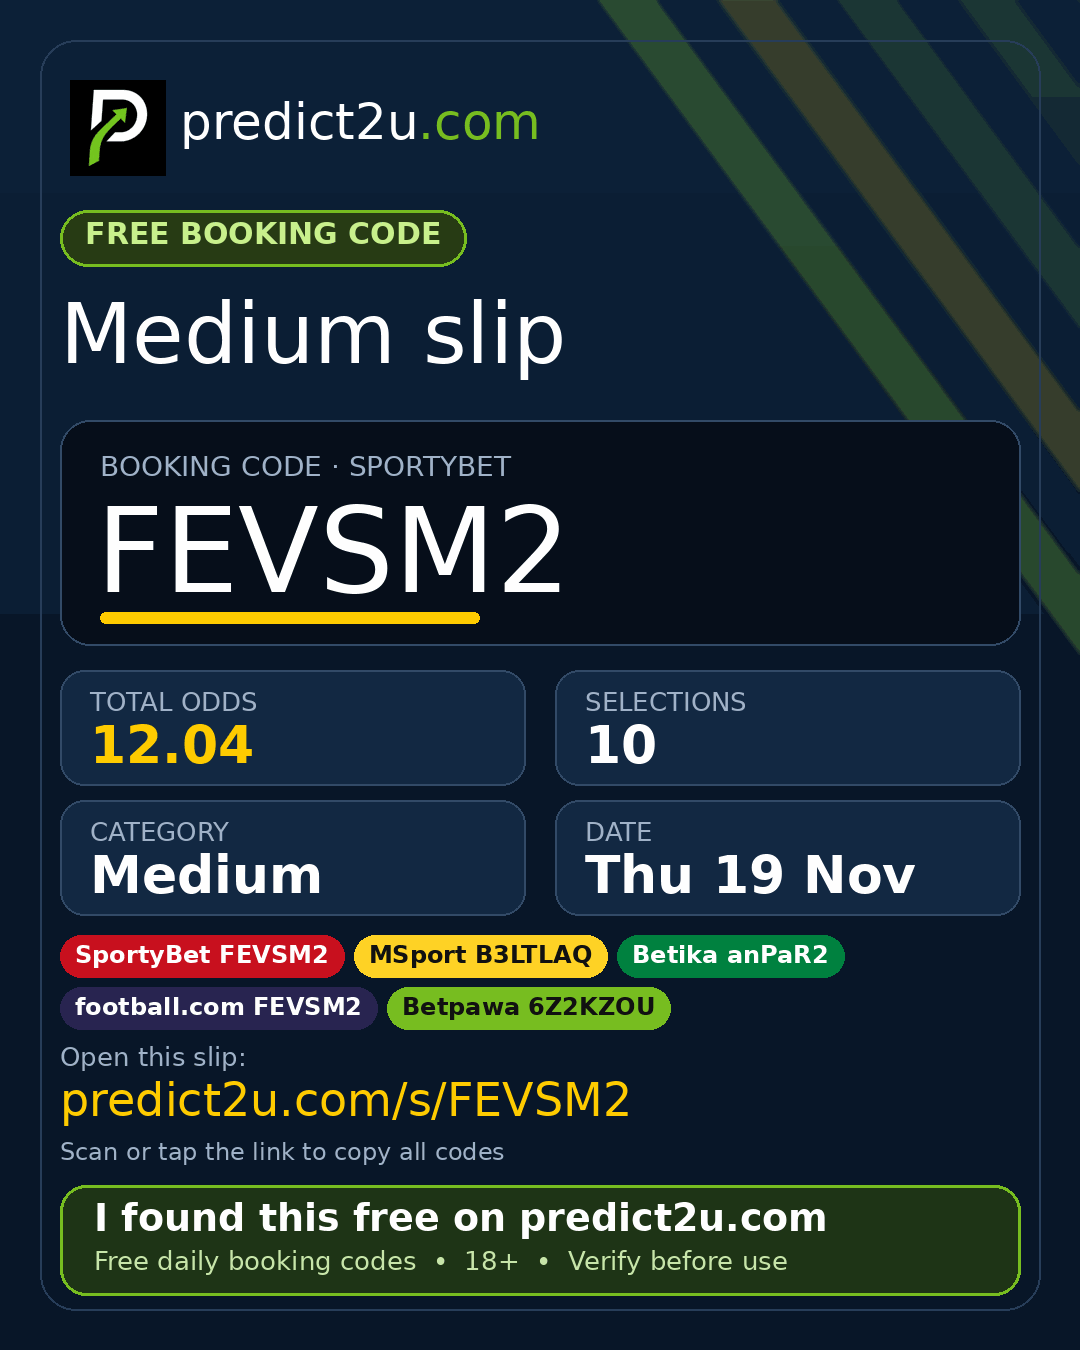 predict2u.com
FREE BOOKING CODE
Medium slip
BOOKING CODE · SPORTYBET
FEVSM2
TOTAL ODDS
12.04
SELECTIONS
10
CATEGORY
Medium
DATE
Thu 19 Nov
SportyBet FEVSM2 MSport B3LTLAQ Betika anPaR2
football.com FEVSM2 Betpawa 6Z2KZOU
Open this slip:
predict2u.com/s/FEVSM2
Scan or tap the link to copy all codes
I found this free on predict2u.com
Free daily booking codes • 18+ • Verify before use